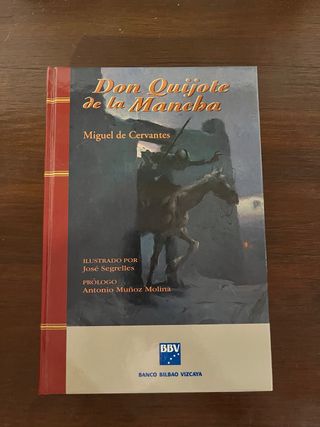 Don Quijote
de la Mancha
Miguel de Cervantes
ILUSTRADO POR
José Segrelles
PRÓLOGO
Antonio Muñoz Molina
BBV
BANCO BILBAO VIZCAYA